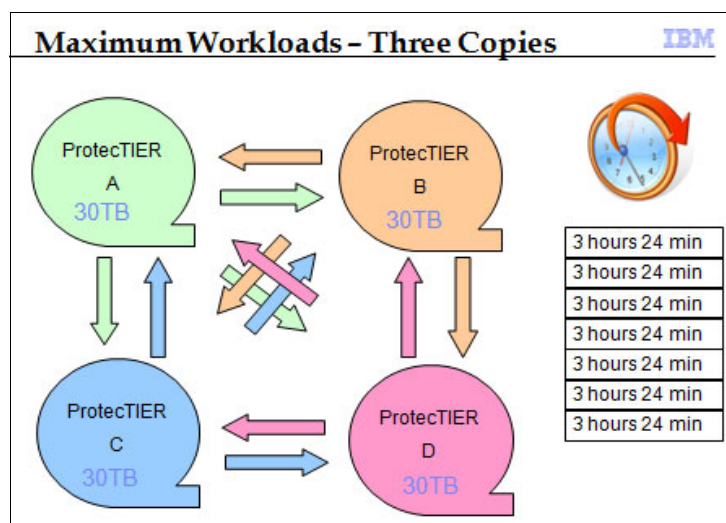 Maximum Workloads – Three Copies
IBM
ProtecTIER
A
30TB
ProtecTIER
B
30TB
ProtecTIER
C
30TB
ProtecTIER
D
30TB
3 hours 24 min
3 hours 24 min
3 hours 24 min
3 hours 24 min
3 hours 24 min
3 hours 24 min
3 hours 24 min